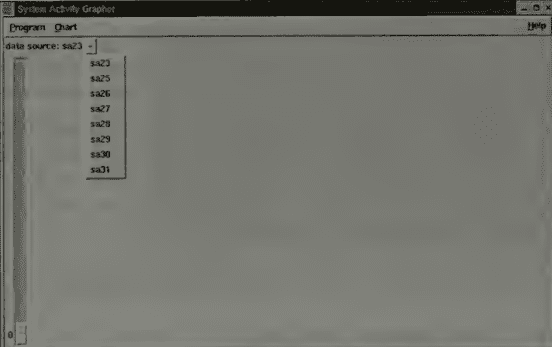 System Activity Grapher
Program Chart Help
data source: sa23
sa23
sa25
sa26
sa27
sa28
sa29
sa30
sa31
0